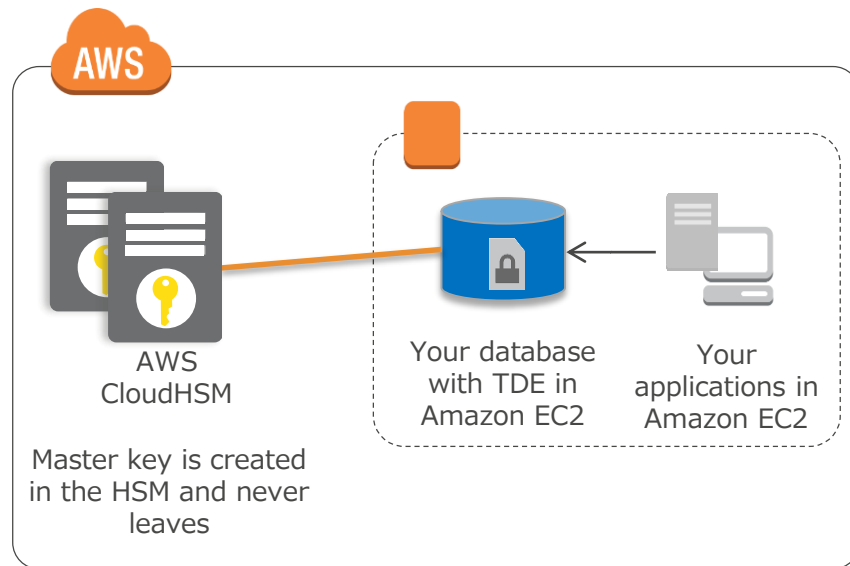 AWS
AWS
CloudHSM
Master key is created
in the HSM and never
leaves
Your database
with TDE in
Amazon EC2
Your
applications in
Amazon EC2